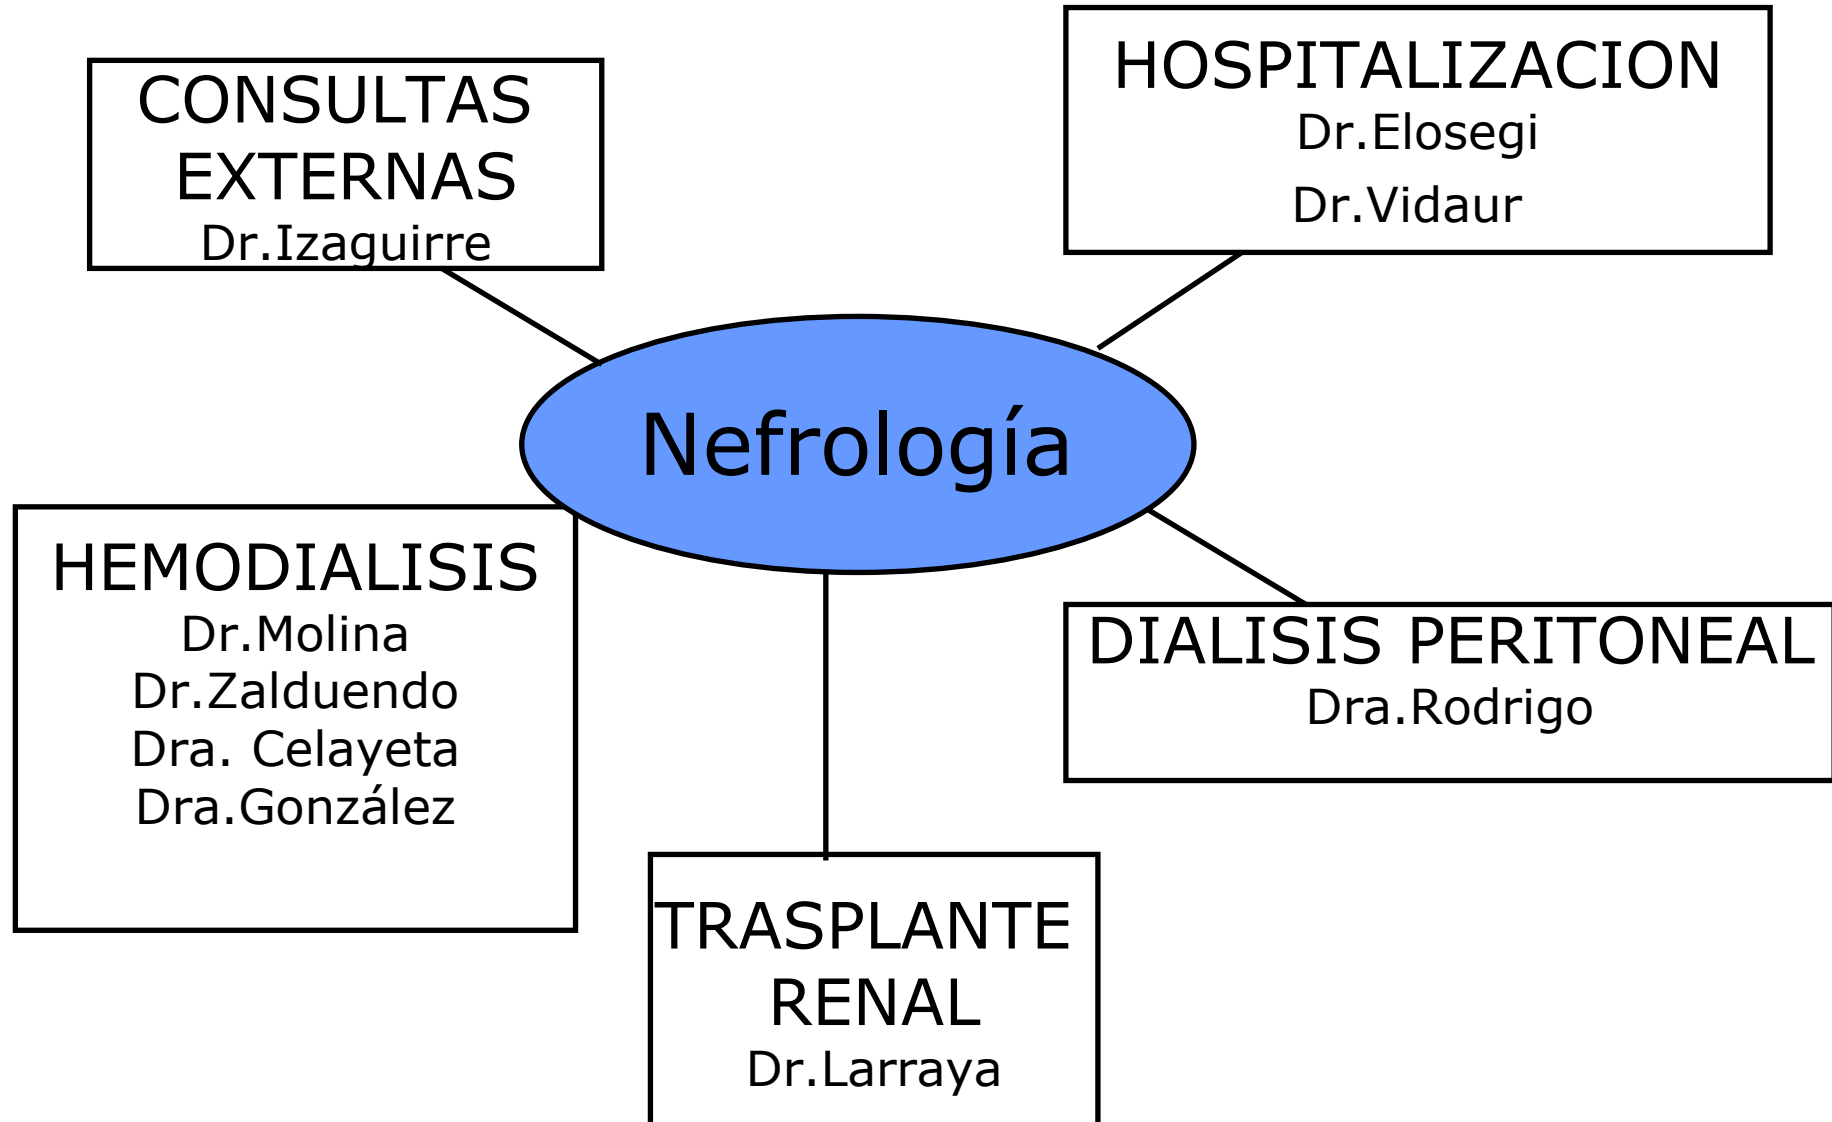 CONSULTAS
EXTERNAS
Dr.Izaguirre
HOSPITALIZACION
Dr.Elosegi
Dr.Vidaur
Nefrología
HEMODIALISIS
Dr.Molina
Dr.Zalduendo
Dra. Celayeta
Dra.González
DIALISIS PERITONEAL
Dra.Rodrigo
TRASPLANTE
RENAL
Dr.Larraya